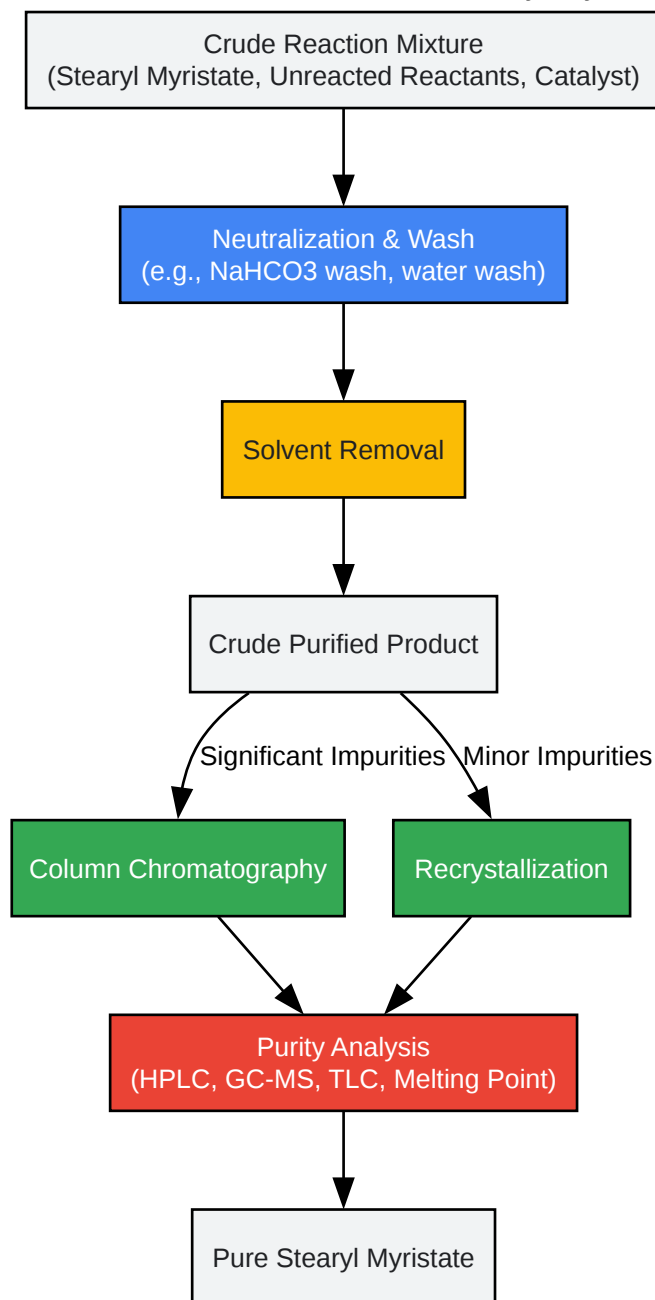 Crude Reaction Mixture
(Stearyl Myristate, Unreacted Reactants, Catalyst)
Neutralization & Wash
(e.g., NaHCO3 wash, water wash)
Solvent Removal
Crude Purified Product
Significant Impurities
Minor Impurities
Column Chromatography
Recrystallization
Purity Analysis
(HPLC, GC-MS, TLC, Melting Point)
Pure Stearyl Myristate